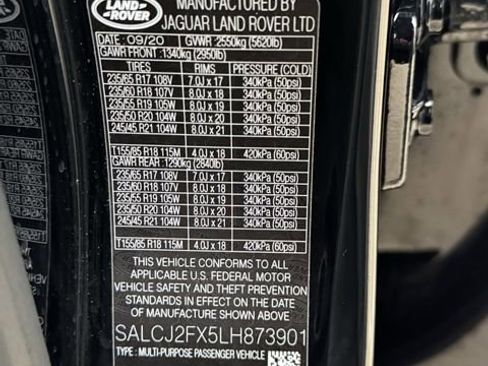 LAND-
ROVER
MANUFACTURED BY
JAGUAR LAND ROVER LTD
DATE: 09/20 GVWR: 2550kg (5620lb)
GAWR FRONT: 1340kg (2950lb)
TIRES RIMS PRESSURE (COLD)
235/65 R17 108V 7.0J x 17 340kPa (50psi)
235/60 R18 107V 8.0J x 18 340kPa (50psi)
235/55 R19 105W 8.0J x 19 340kPa (50psi)
235/50 R20 104W 8.0J x 20 340kPa (50psi)
245/45 R21 104W 8.0J x 21 340kPa (50psi)
T155/85 R18 115M 4.0J x 18 420kPa (60psi)
GAWR REAR: 1290kg (2840lb)
235/65 R17 108V 7.0J x 17 340kPa (50psi)
235/60 R18 107V 8.0J x 18 340kPa (50psi)
235/55 R19 105W 8.0J x 19 340kPa (50psi)
235/50 R20 104W 8.0J x 20 340kPa (50psi)
245/45 R21 104W 8.0J x 21 340kPa (50psi)
T155/85 R18 115M 4.0J x 18 420kPa (60psi)
THIS VEHICLE CONFORMS TO ALL
APPLICABLE U.S. FEDERAL MOTOR
VEHICLE SAFETY AND THEFT PREVENTION
STANDARDS IN EFFECT ON THE DATE OF
MANUFACTURE SHOWN ABOVE.
SALCJ2FX5LH873901
TYPE : MULTI-PURPOSE PASSENGER VEHICLE